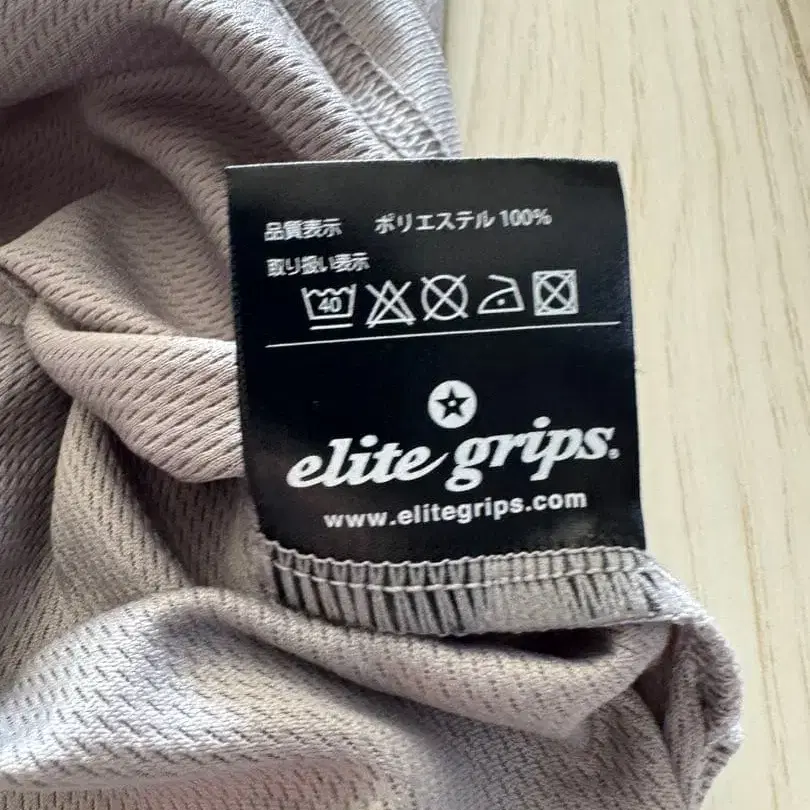 品質表示 ポリエステル 100%
取り扱い表示
40
elite grips.
www.elitegrips.com